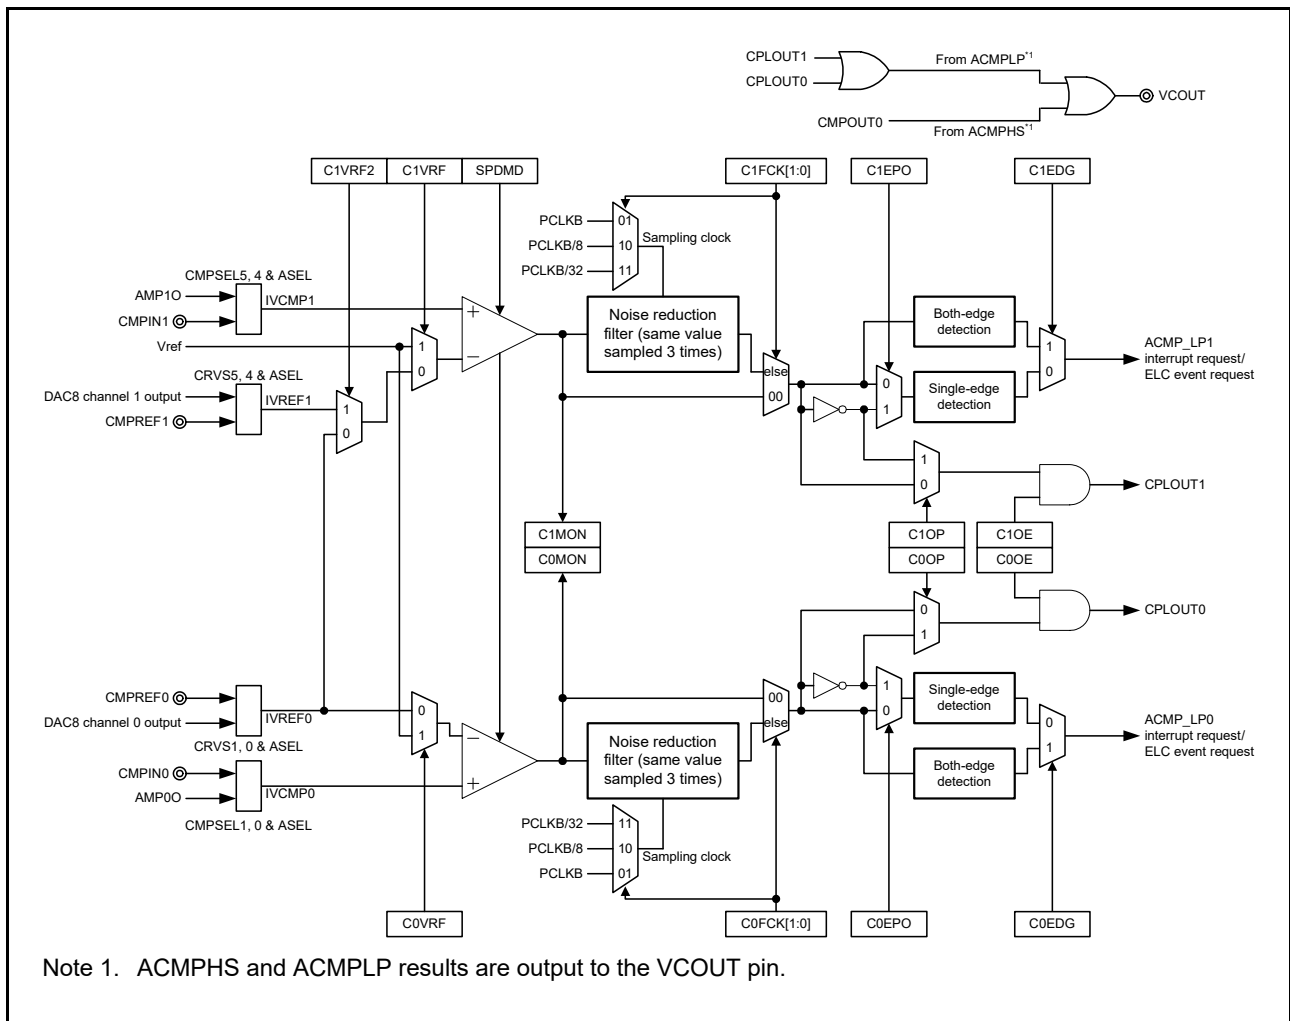 CPLOUT1
CPLOUT0
From ACMPLP*1
VCOUT
CMPOUT0
From ACMPHS*1
C1VRF2
C1VRF
SPDMD
C1FCK[1:0]
C1EPO
C1EDG
PCLKB
01
PCLKB/8
10
Sampling clock
PCLKB/32
11
CMPSEL5, 4 & ASEL
AMP1O
IVCMP1
CMPIN1
+
Noise reduction
filter (same value
sampled 3 times)
Both-edge
detection
Vref
1
−
0
else
00
0
1
Single-edge
detection
1
0
ACMP_LP1
interrupt request/
ELC event request
CRVS5, 4 & ASEL
DAC8 channel 1 output
IVREF1
CMPREF1
1
0
1
0
CPLOUT1
C1MON
C0MON
C1OP
C0OP
C1OE
C0OE
0
1
CPLOUT0
CMPREF0
IVREF0
DAC8 channel 0 output
CRVS1, 0 & ASEL
0
1
−
+
00
else
1
0
Single-edge
detection
0
1
ACMP_LP0
interrupt request/
ELC event request
Noise reduction
filter (same value
sampled 3 times)
Both-edge
detection
CMPIN0
IVCMP0
AMP0O
CMPSEL1, 0 & ASEL
PCLKB/32
11
PCLKB/8
10
Sampling clock
PCLKB
01
C0VRF
C0FCK[1:0]
C0EPO
C0EDG
Note 1. ACMPHS and ACMPLP results are output to the VCOUT pin.